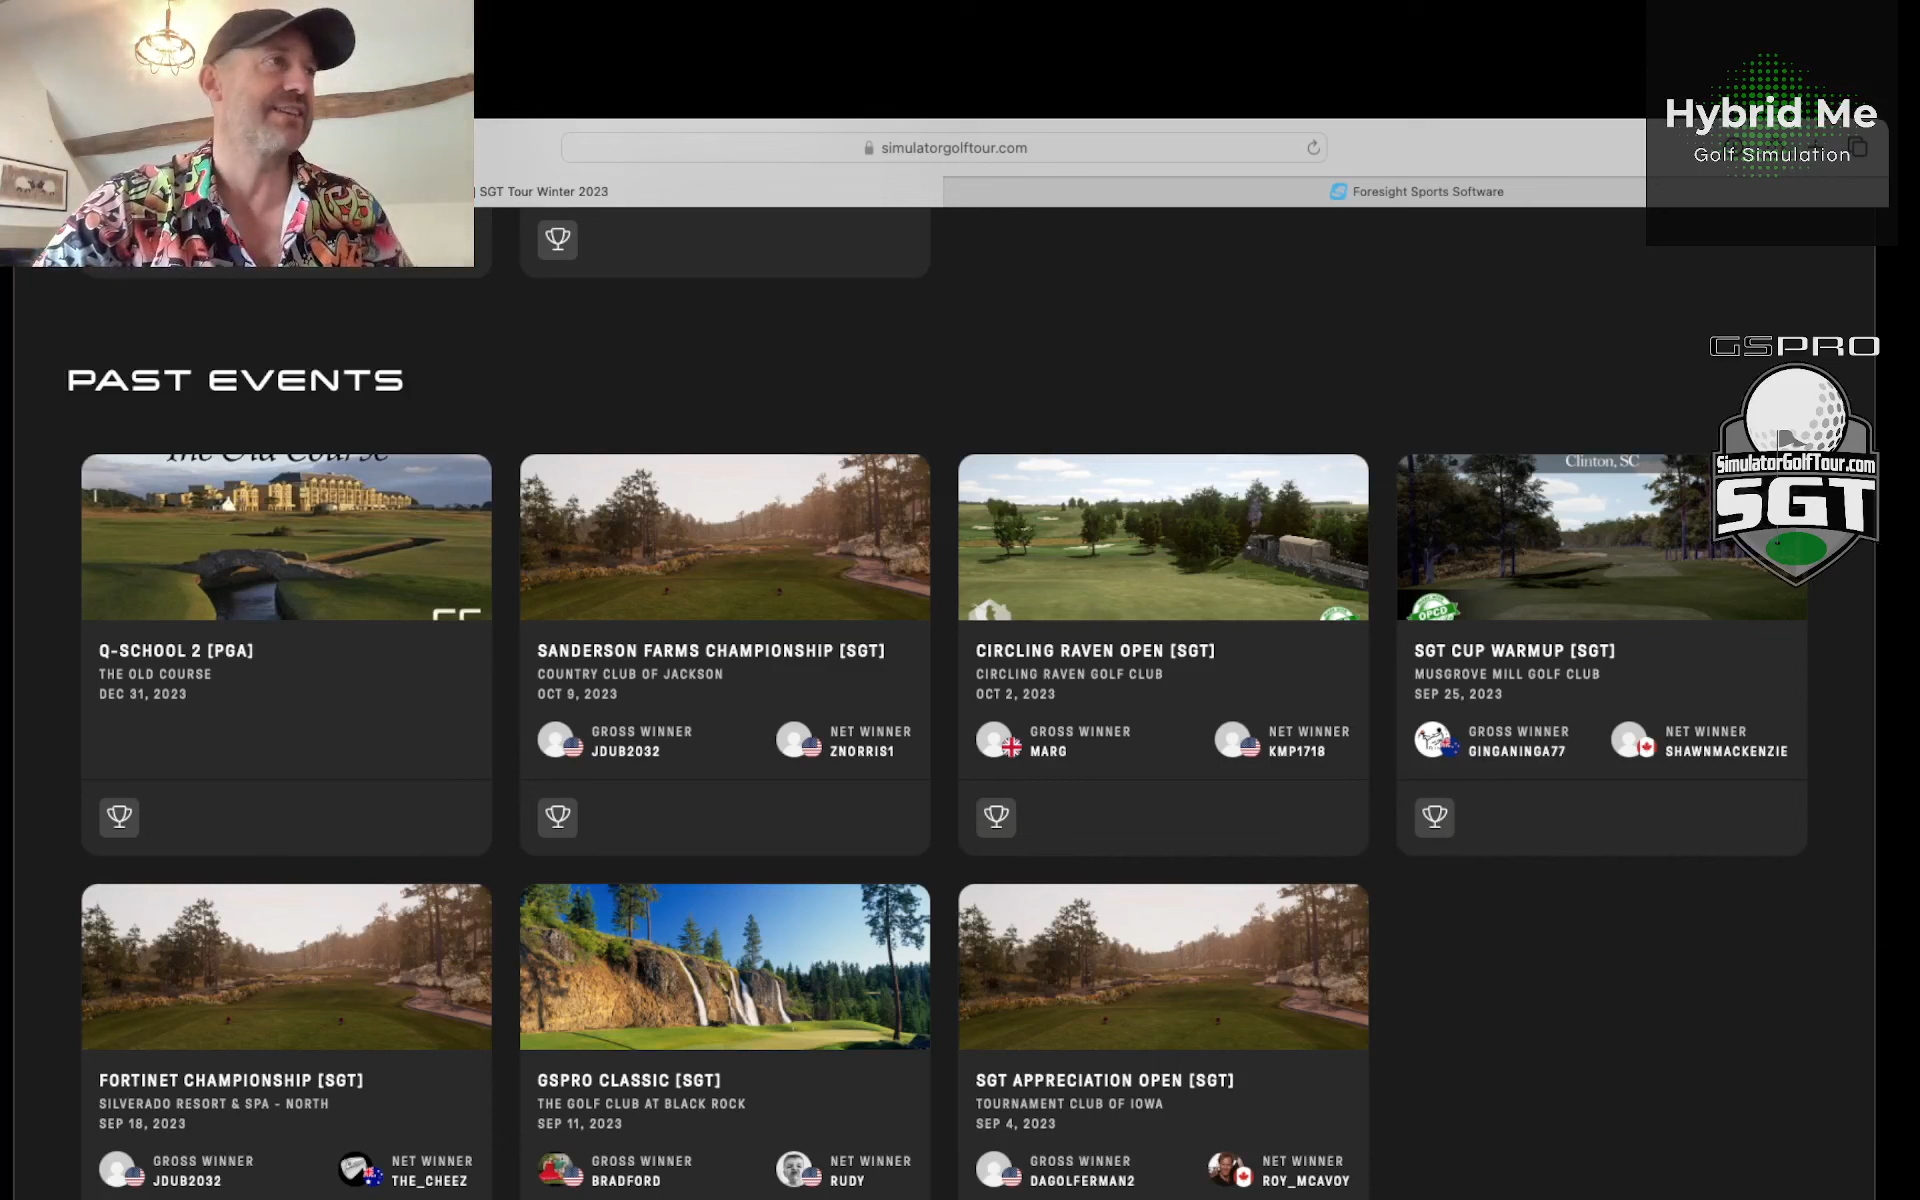 Hybrid Me
Golf Simulation
simulatorgolftour.com
SGT Tour Winter 2023
Foresight Sports Software
PAST EVENTS
GSPRO
SimulatorGolfTour.com
SGT
The Old Course
Clinton, SC
OPCD
Q-SCHOOL 2 [PGA]
THE OLD COURSE
DEC 31, 2023
SANDERSON FARMS CHAMPIONSHIP [SGT]
COUNTRY CLUB OF JACKSON
OCT 9, 2023
GROSS WINNER
JDUB2032
NET WINNER
ZNORRIS1
CIRCLING RAVEN OPEN [SGT]
CIRCLING RAVEN GOLF CLUB
OCT 2, 2023
GROSS WINNER
MARG
NET WINNER
KMP1718
SGT CUP WARMUP [SGT]
MUSGROVE MILL GOLF CLUB
SEP 25, 2023
GROSS WINNER
GINGANINGA77
NET WINNER
SHAWNMACKENZIE
FORTINET CHAMPIONSHIP [SGT]
SILVERADO RESORT & SPA - NORTH
SEP 18, 2023
GROSS WINNER
JDUB2032
NET WINNER
THE_CHEEZ
GSPRO CLASSIC [SGT]
THE GOLF CLUB AT BLACK ROCK
SEP 11, 2023
GROSS WINNER
BRADFORD
NET WINNER
RUDY
SGT APPRECIATION OPEN [SGT]
TOURNAMENT CLUB OF IOWA
SEP 4, 2023
GROSS WINNER
DAGOLFERMAN2
NET WINNER
ROY_MCAVOY